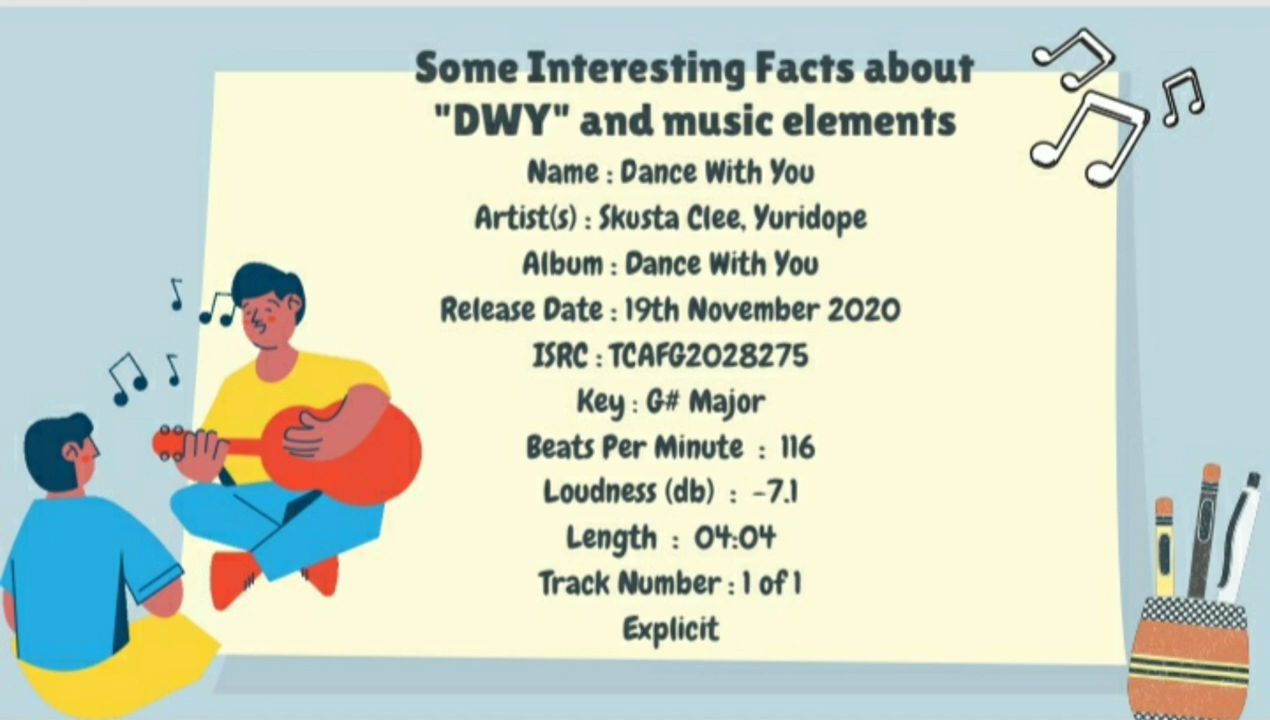 Some Interesting Facts about
"DWY" and music elements
Name : Dance With You
Artist(s) : Skusta Clee, Yuridope
Album : Dance With You
Release Date : 19th November 2020
ISRC : TCAFG2028275
Key : G# Major
Beats Per Minute : 116
Loudness (db) : -7.1
Length : 04:04
Track Number : 1 of 1
Explicit